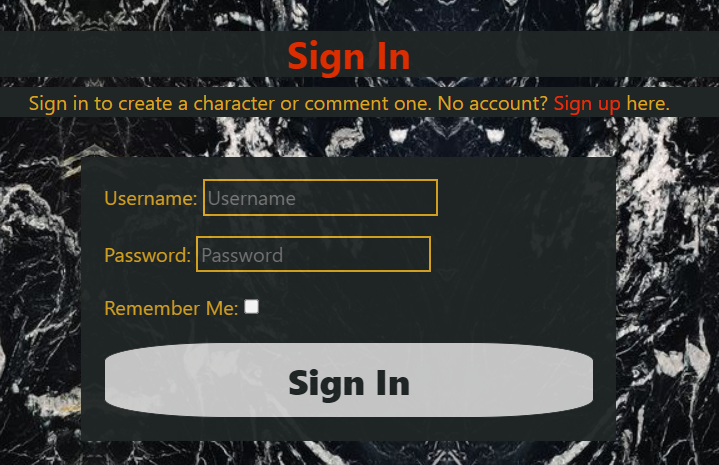 Sign In
Sign in to create a character or comment one. No account? Sign up here.
Username: Username
Password: Password
Remember Me:
Sign In